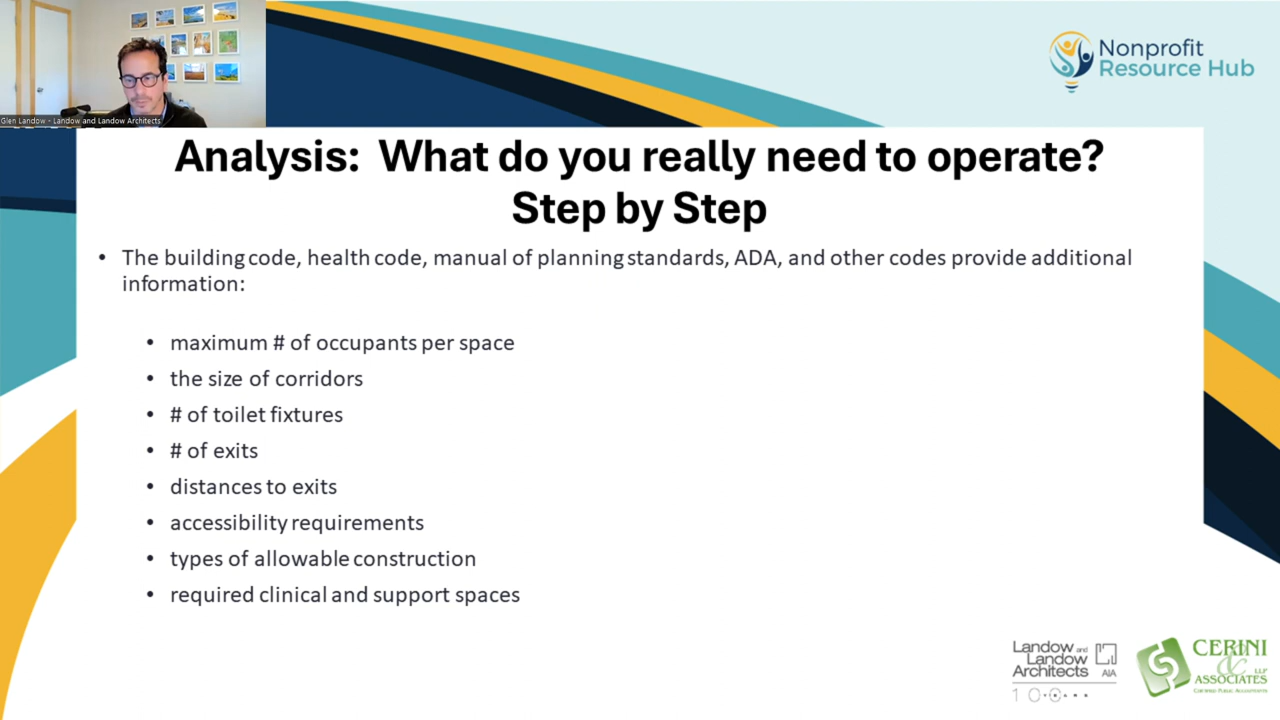 Glen Landow - Landow and Landow Architects
Nonprofit
Resource Hub
Analysis: What do you really need to operate?
Step by Step
• The building code, health code, manual of planning standards, ADA, and other codes provide additional
information:
• maximum # of occupants per space
• the size of corridors
• # of toilet fixtures
• # of exits
• distances to exits
• accessibility requirements
• types of allowable construction
• required clinical and support spaces
Landow and
Landow
Architects AIA
CERINI
& LLP
ASSOCIATES
Certified Public Accountants